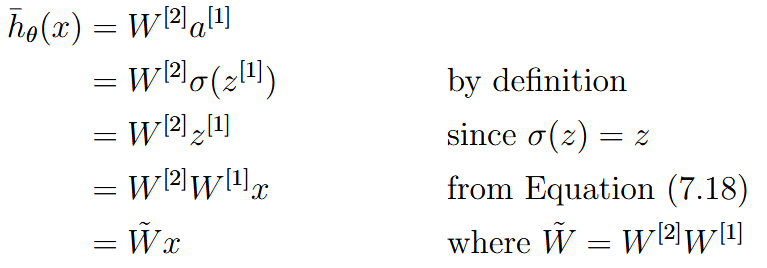 h̄_θ(x) = W^{[2]}a^{[1]}
= W^{[2]}σ(z^{[1]}) by definition
= W^{[2]}z^{[1]} since σ(z) = z
= W^{[2]}W^{[1]}x from Equation (7.18)
= W̃x where W̃ = W^{[2]}W^{[1]}